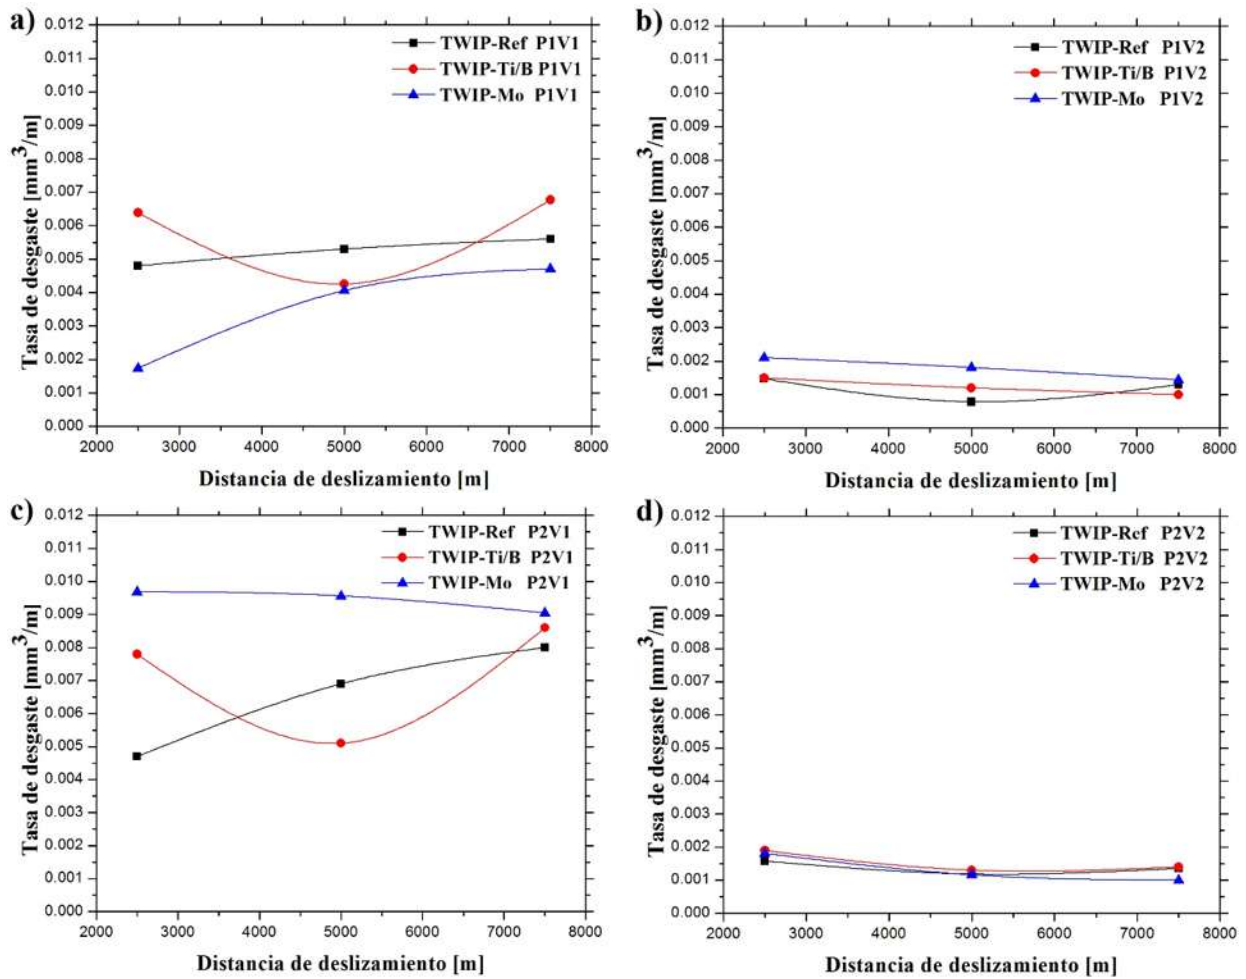 a)
0.012
0.011
0.010
0.009
0.008
0.007
0.006
0.005
0.004
0.003
0.002
0.001
0.000
Tasa de desgaste [mm³/m]
TWIP-Ref P1V1
TWIP-Ti/B P1V1
TWIP-Mo P1V1
2000 3000 4000 5000 6000 7000 8000
Distancia de deslizamiento [m]
b)
0.012
0.011
0.010
0.009
0.008
0.007
0.006
0.005
0.004
0.003
0.002
0.001
0.000
Tasa de desgaste [mm³/m]
TWIP-Ref P1V2
TWIP-Ti/B P1V2
TWIP-Mo P1V2
2000 3000 4000 5000 6000 7000 8000
Distancia de deslizamiento [m]
c)
0.012
0.011
0.010
0.009
0.008
0.007
0.006
0.005
0.004
0.003
0.002
0.001
0.000
Tasa de desgaste [mm³/m]
TWIP-Ref P2V1
TWIP-Ti/B P2V1
TWIP-Mo P2V1
2000 3000 4000 5000 6000 7000 8000
Distancia de deslizamiento [m]
d)
0.012
0.011
0.010
0.009
0.008
0.007
0.006
0.005
0.004
0.003
0.002
0.001
0.000
Tasa de desgaste [mm³/m]
TWIP-Ref P2V2
TWIP-Ti/B P2V2
TWIP-Mo P2V2
2000 3000 4000 5000 6000 7000 8000
Distancia de deslizamiento [m]